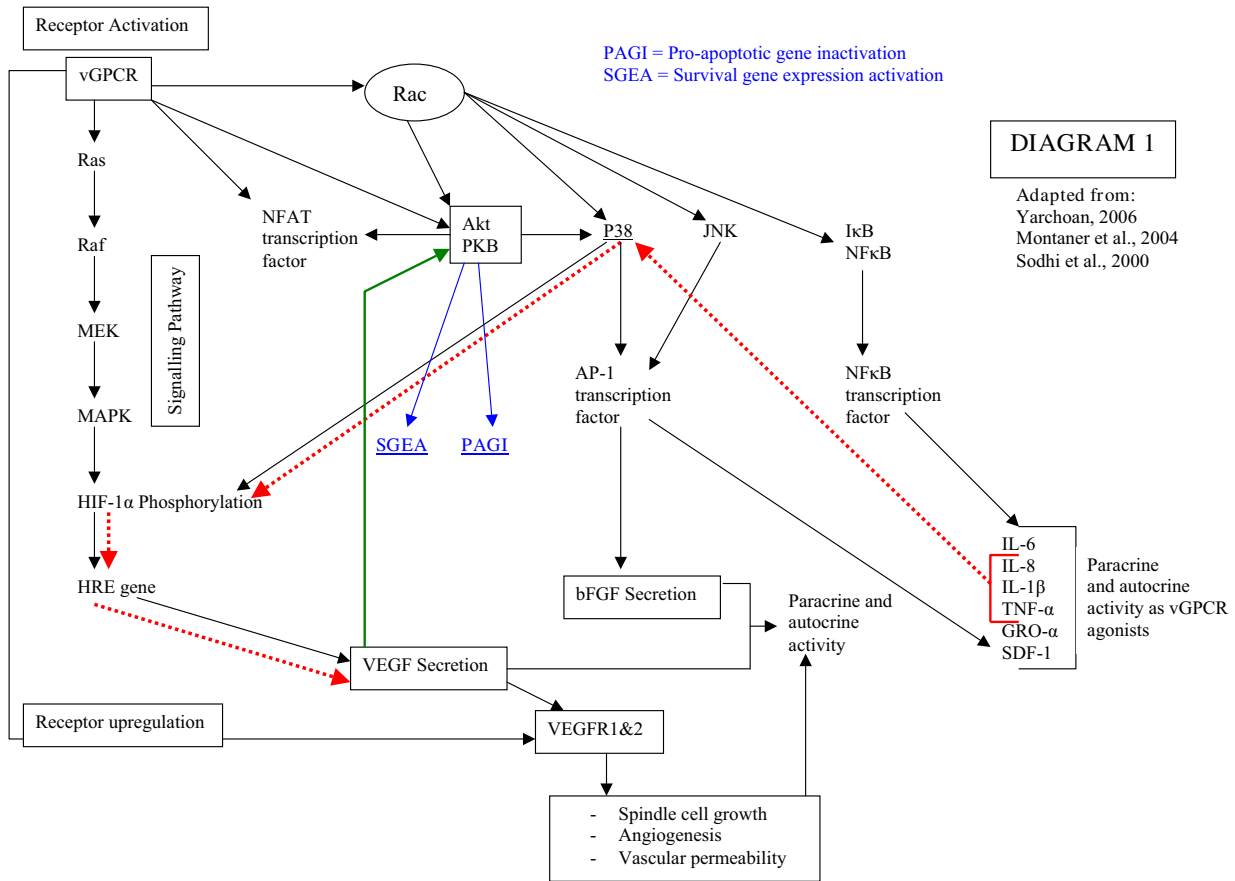 Receptor Activation
PAGI = Pro-apoptotic gene inactivation
SGEA = Survival gene expression activation
vGPCR
Rac
DIAGRAM 1
Adapted from:
Yarchoan, 2006
Montaner et al., 2004
Sodhi et al., 2000
Ras
NFAT
transcription
factor
Akt
PKB
P38
JNK
IκB
NFκB
Raf
Signalling Pathway
MEK
AP-1
transcription
factor
NFκB
transcription
factor
MAPK
SGEA
PAGI
HIF-1α Phosphorylation
IL-6
IL-8
IL-1β
TNF-α
GRO-α
SDF-1
Paracrine
and autocrine
activity as vGPCR
agonists
HRE gene
bFGF Secretion
Paracrine and
autocrine
activity
VEGF Secretion
Receptor upregulation
VEGFR1&2
- Spindle cell growth
- Angiogenesis
- Vascular permeability